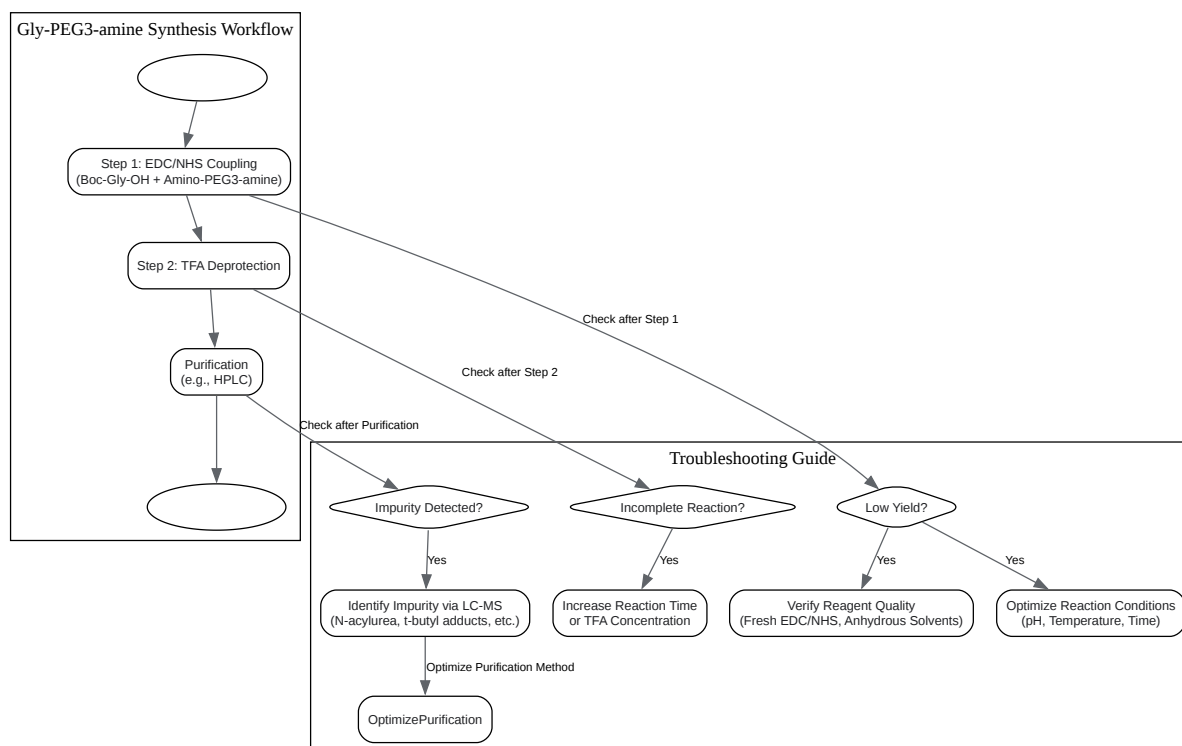 Gly-PEG3-amine Synthesis Workflow
Step 1: EDC/NHS Coupling
(Boc-Gly-OH + Amino-PEG3-amine)
Step 2: TFA Deprotection
Check after Step 1
Purification
(e.g., HPLC)
Check after Step 2
Check after Purification
Troubleshooting Guide
Impurity Detected?
Incomplete Reaction?
Low Yield?
Yes
Yes
Yes
Yes
Identify Impurity via LC-MS
(N-acylurea, t-butyl adducts, etc.)
Increase Reaction Time
or TFA Concentration
Verify Reagent Quality
(Fresh EDC/NHS, Anhydrous Solvents)
Optimize Reaction Conditions
(pH, Temperature, Time)
Optimize Purification Method
OptimizePurification